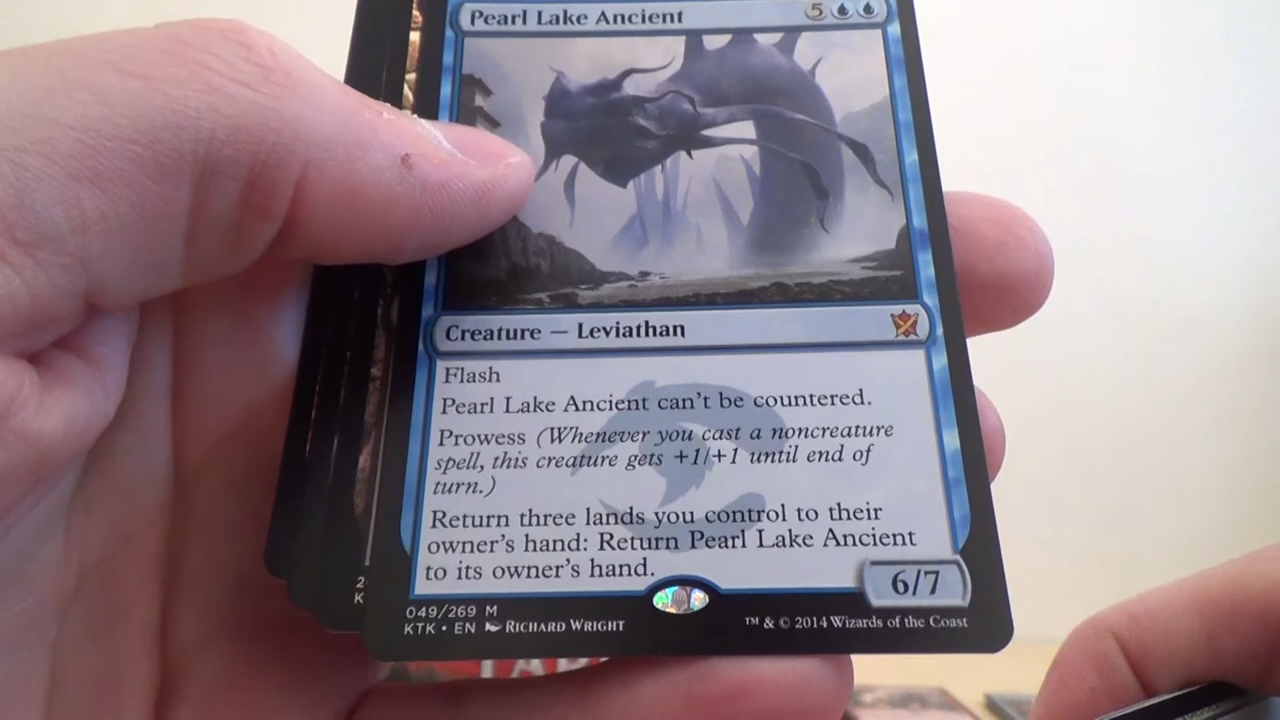 Pearl Lake Ancient 5
Creature — Leviathan
Flash
Pearl Lake Ancient can't be countered.
Prowess (Whenever you cast a noncreature
spell, this creature gets +1/+1 until end of
turn.)
Return three lands you control to their
owner's hand: Return Pearl Lake Ancient
to its owner's hand.
6/7
049/269 M
KTK • EN RICHARD WRIGHT
™ & © 2014 Wizards of the Coast